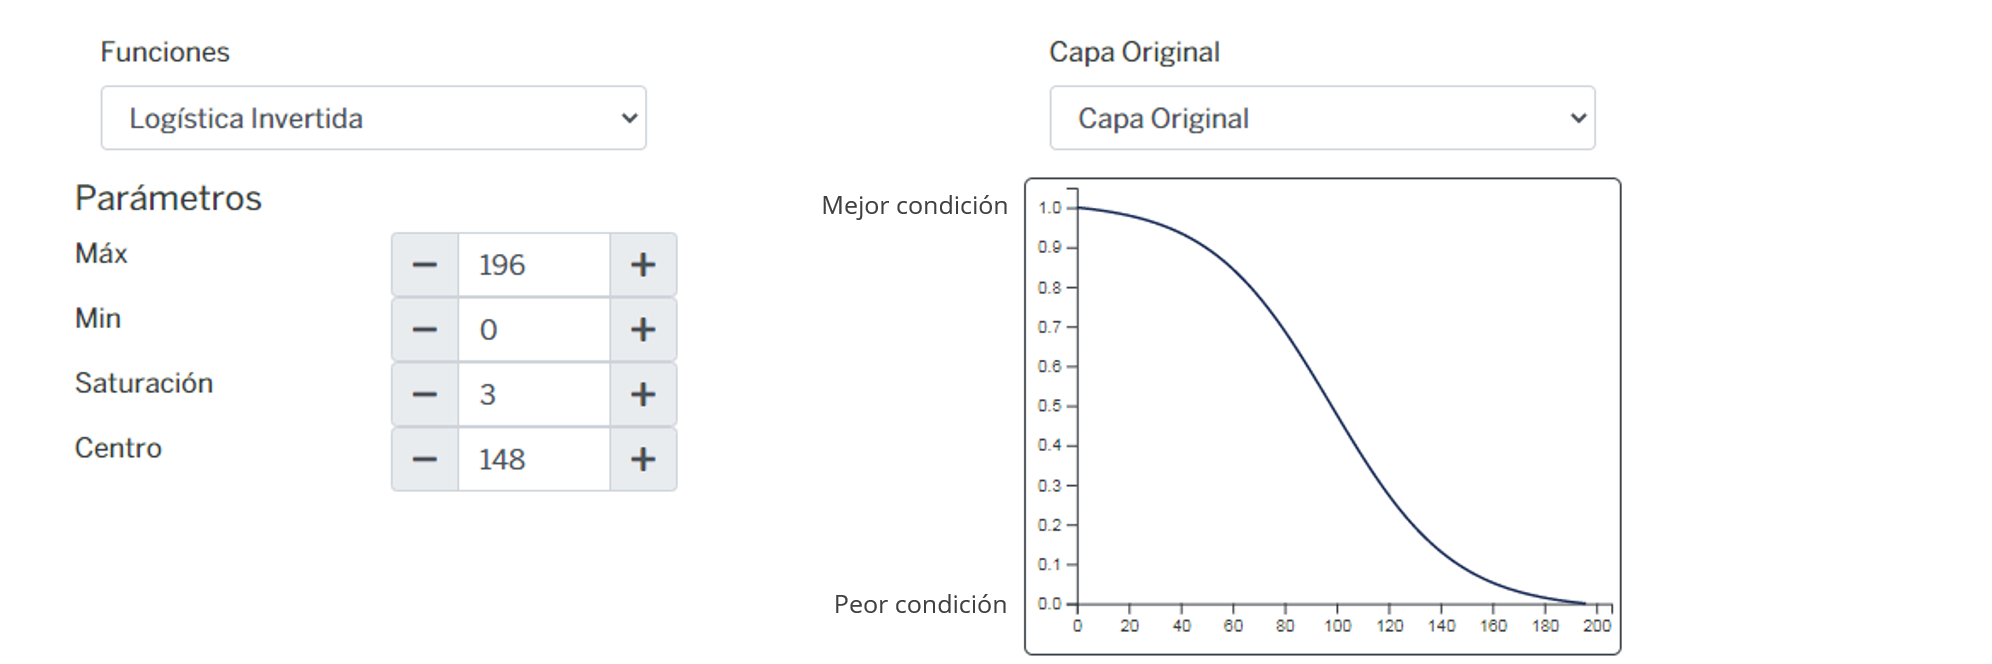 Funciones
Logística Invertida
Parámetros
Máx
196
Min
0
Saturación
3
Centro
148
Capa Original
Capa Original
Mejor condición
Peor condición
1.0
0.9
0.8
0.7
0.6
0.5
0.4
0.3
0.2
0.1
0.0
0 20 40 60 80 100 120 140 160 180 200